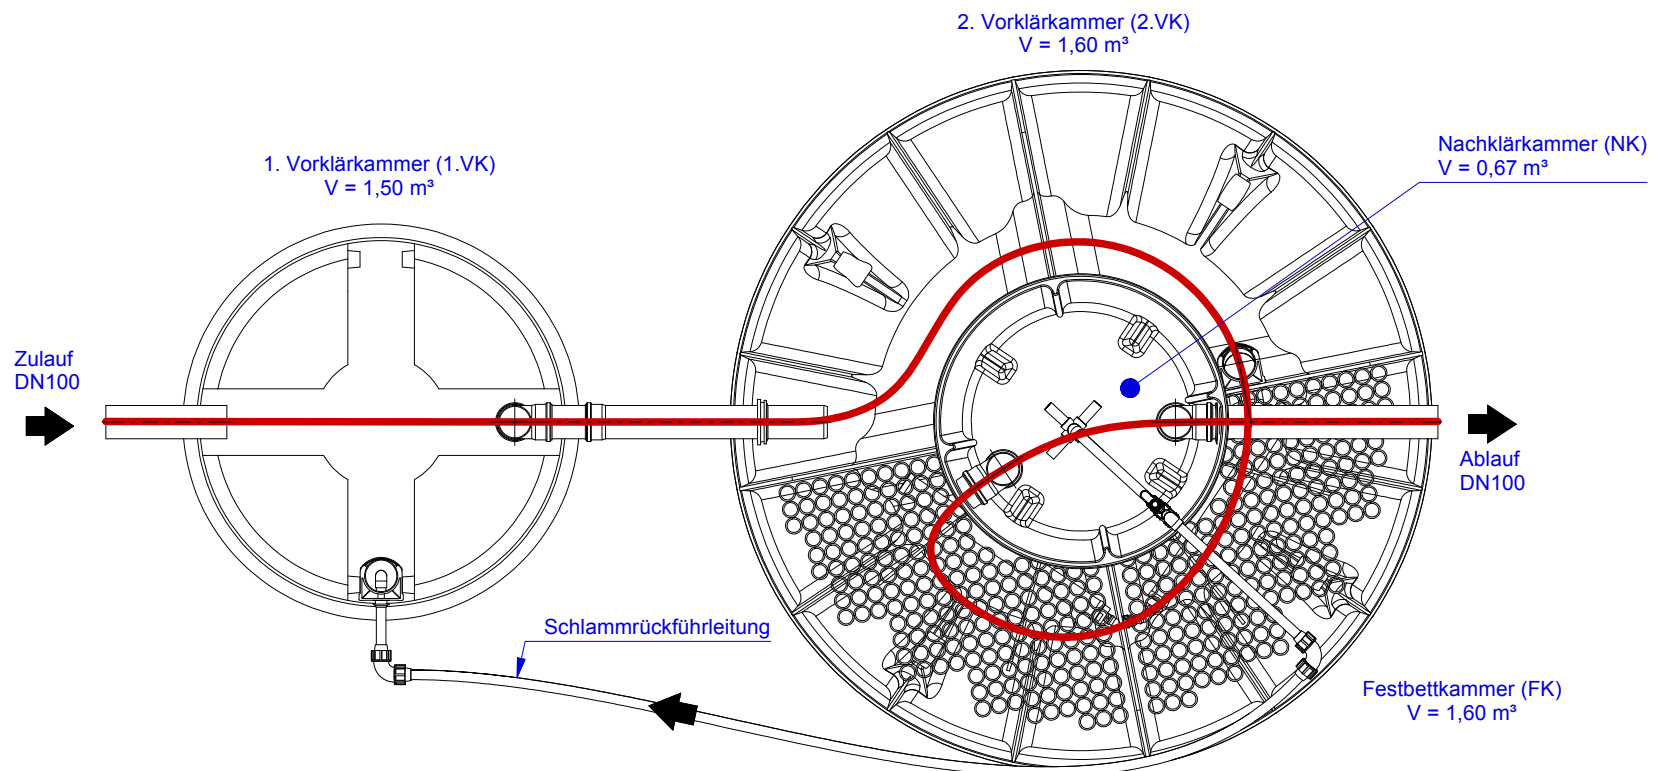 2. Vorklärkammer (2.VK)
V = 1,60 m³
Nachklärkammer (NK)
V = 0,67 m³
1. Vorklärkammer (1.VK)
V = 1,50 m³
Zulauf
DN100
Ablauf
DN100
Schlammrückführleitung
Festbettkammer (FK)
V = 1,60 m³